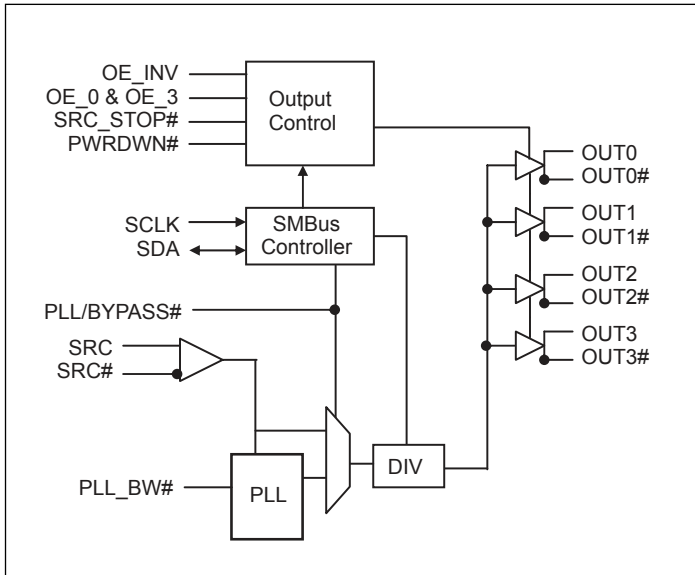 OE_INV
OE_0 & OE_3
SRC_STOP#
PWRDWN#
Output
Control
SCLK
SDA
SMBus
Controller
PLL/BYPASS#
SRC
SRC#
PLL_BW#
PLL
DIV
OUT0
OUT0#
OUT1
OUT1#
OUT2
OUT2#
OUT3
OUT3#